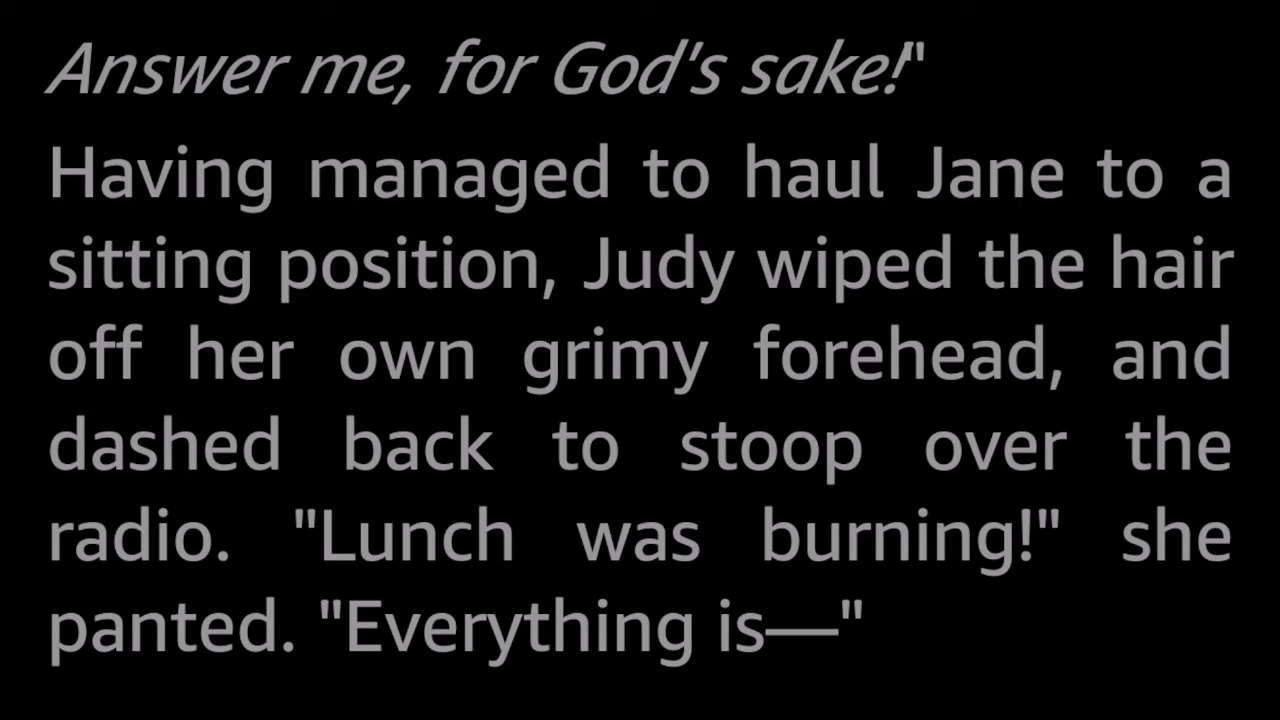 Answer me, for God's sake!"
Having managed to haul Jane to a
sitting position, Judy wiped the hair
off her own grimy forehead, and
dashed back to stoop over the
radio. "Lunch was burning!" she
panted. "Everything is—"